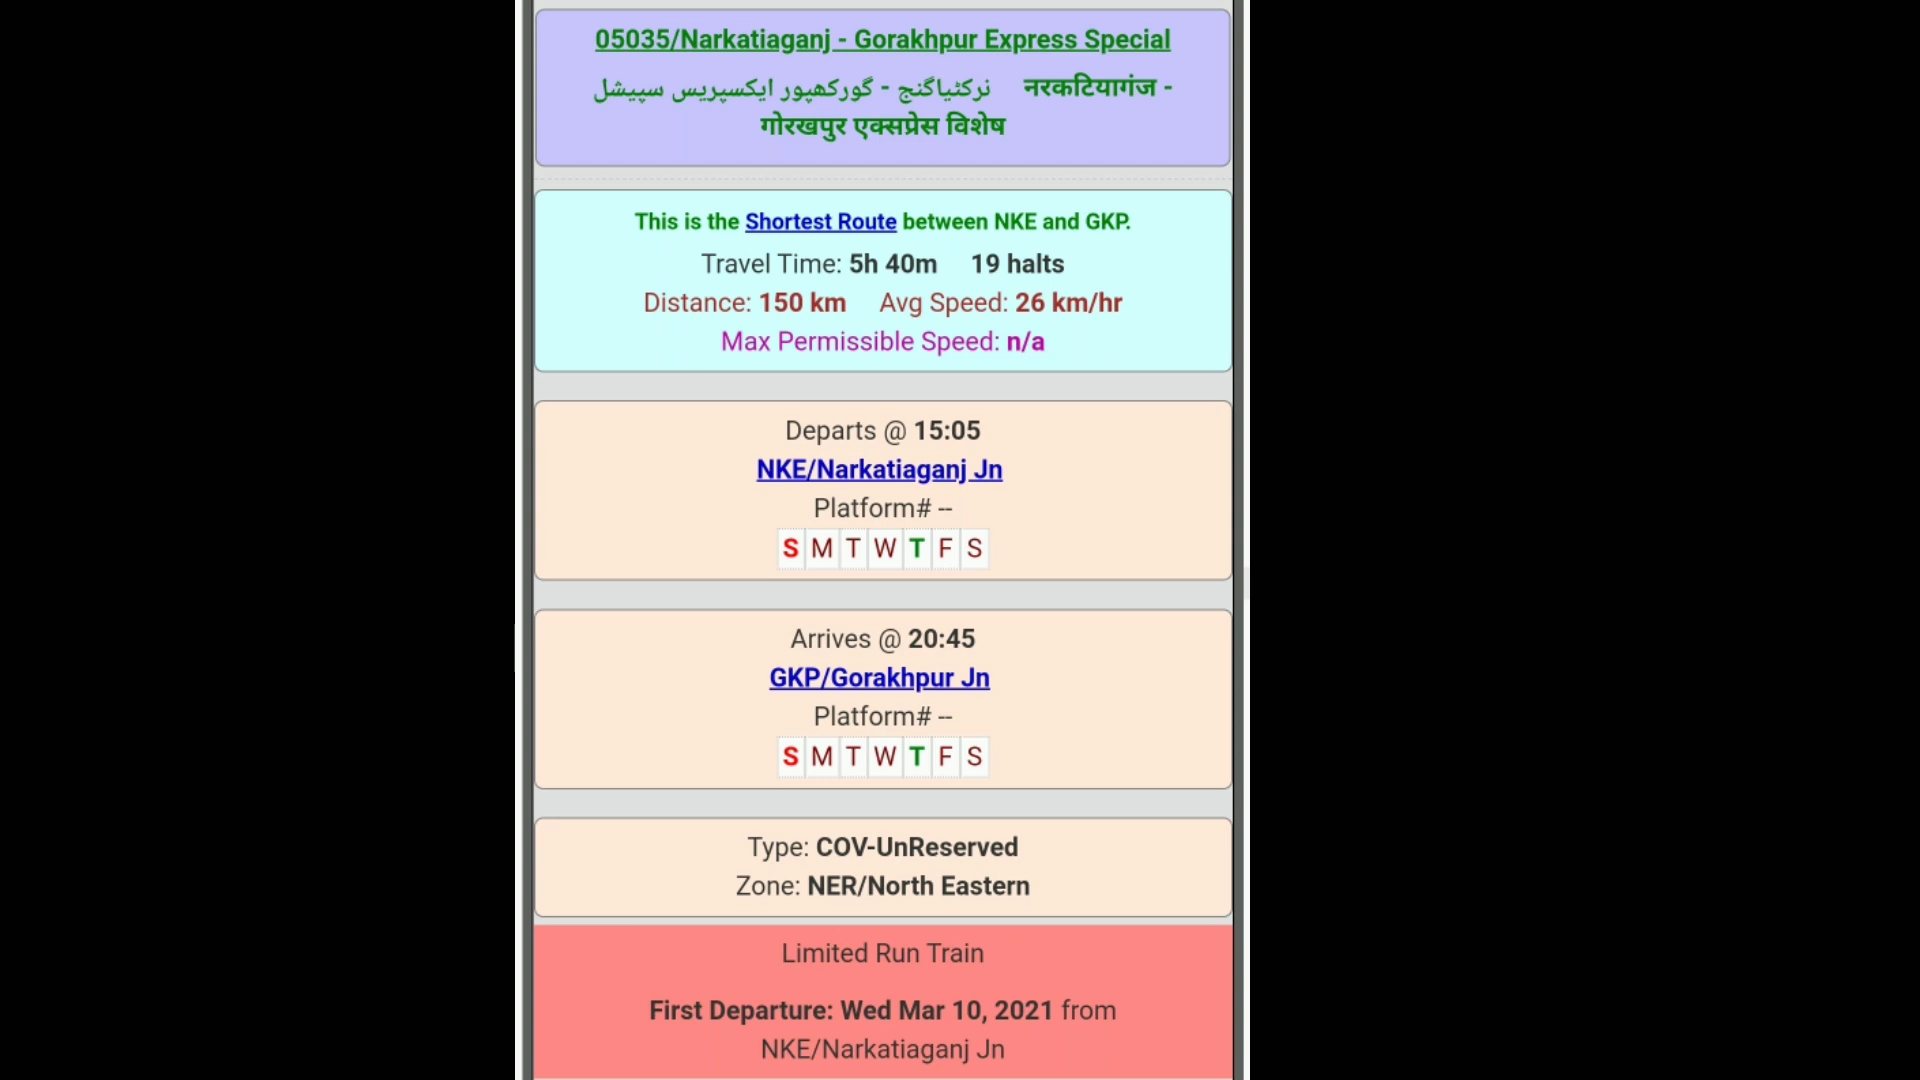 05035/Narkatiaganj - Gorakhpur Express Special
نرکٹیاگنج - گورکھپور ایکسپریس سپیشل नरकटियागंज -
गोरखपुर एक्सप्रेस विशेष
This is the Shortest Route between NKE and GKP.
Travel Time: 5h 40m 19 halts
Distance: 150 km Avg Speed: 26 km/hr
Max Permissible Speed: n/a
Departs @ 15:05
NKE/Narkatiaganj Jn
Platform# --
S M T W T F S
Arrives @ 20:45
GKP/Gorakhpur Jn
Platform# --
S M T W T F S
Type: COV-UnReserved
Zone: NER/North Eastern
Limited Run Train
First Departure: Wed Mar 10, 2021 from
NKE/Narkatiaganj Jn